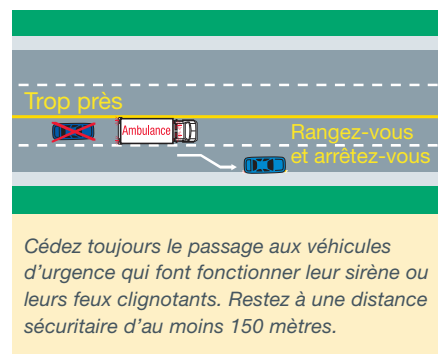 Trop près
Ambulance
Rangez-vous
et arrêtez-vous
Cédez toujours le passage aux véhicules
d'urgence qui font fonctionner leur sirène ou
leurs feux clignotants. Restez à une distance
sécuritaire d'au moins 150 mètres.